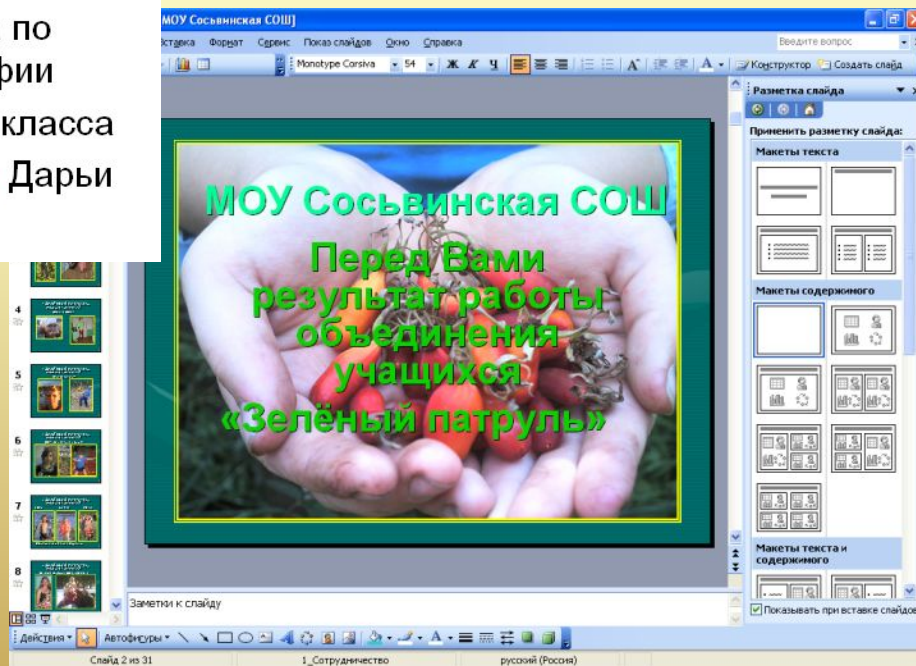 по
фии
класса
Дарьи
МОУ Сосьвинская СОШ]
Вставка Формат Сервис Показ слайдов Окно Справка
Введите вопрос
Monotype Corsiva 54 Ж К Ч
Конструктор Создать слайд
МОУ Сосьвинская СОШ
Перед Вами
результат работы
объединения
учащихся
«Зелёный патруль»
Разметка слайда
Применить разметку слайда:
Макеты текста
Макеты содержимого
Макеты текста и
содержимого
Показывать при вставке слайдов
4
5
6
7
8
Заметки к слайду
Действия Автофигуры
Слайд 2 из 31 1_Сотрудничество русский (Россия)